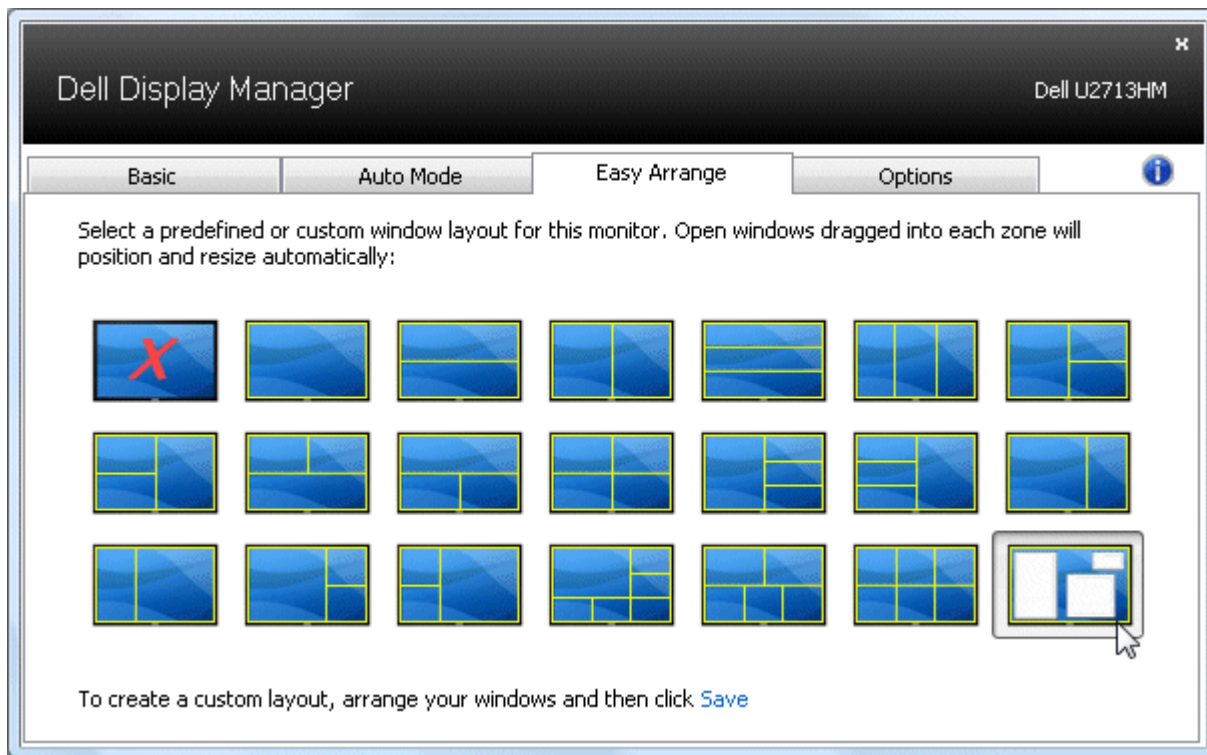 Dell Display Manager
Dell U2713HM
Basic
Auto Mode
Easy Arrange
Options
Select a predefined or custom window layout for this monitor. Open windows dragged into each zone will
position and resize automatically:
To create a custom layout, arrange your windows and then click Save